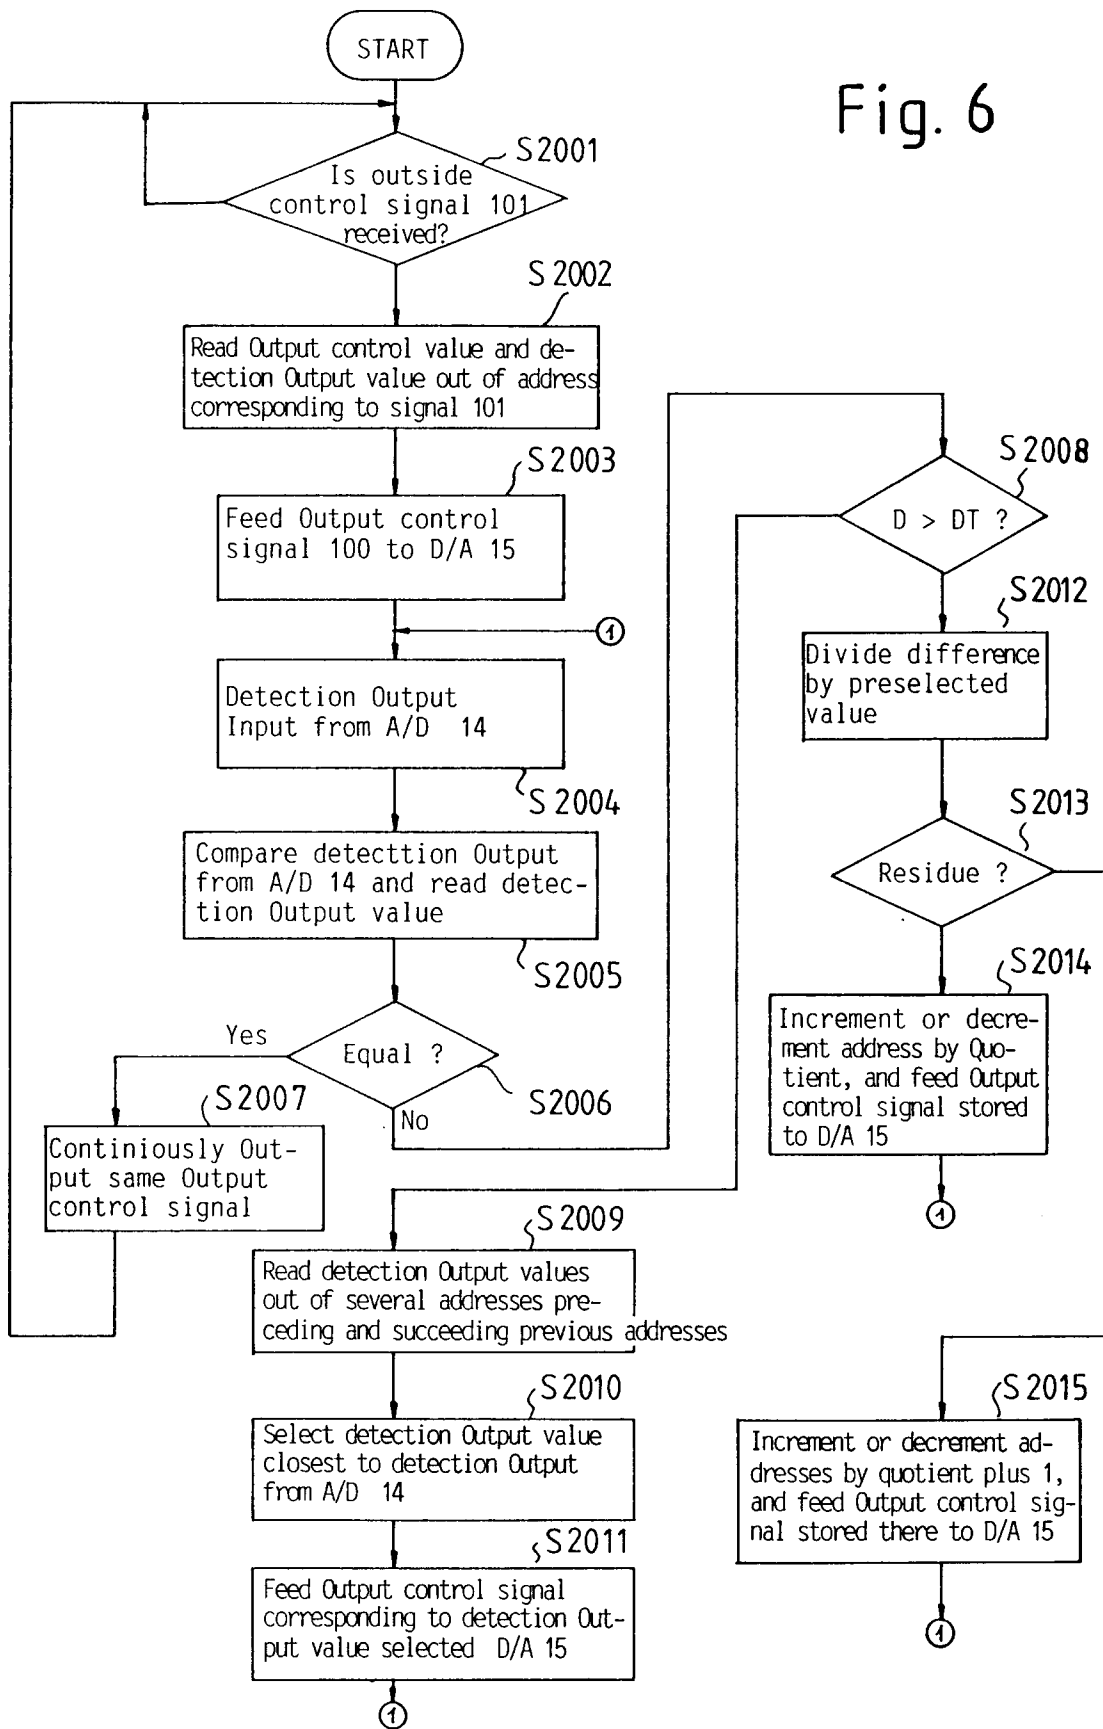 START
Fig. 6
S2001
Is outside
control signal 101
received?
S2002
Read Output control value and de-
tection Output value out of address
corresponding to signal 101
S2003
Feed Output control
signal 100 to D/A 15
1
Detection Output
Input from A/D 14
S2004
Compare detecttion Output
from A/D 14 and read detec-
tion Output value
S2005
Equal ?
Yes
No
S2006
S2007
Continiously Out-
put same Output
control signal
S2008
D > DT ?
S2009
Read detection Output values
out of several addresses pre-
ceding and succeeding previous addresses
S2010
Select detection Output value
closest to detection Output
from A/D 14
S2011
Feed Output control signal
corresponding to detection Out-
put value selected D/A 15
1
S2012
Divide difference
by preselected
value
S2013
Residue ?
S2014
Increment or decre-
ment address by Quo-
tient, and feed Output
control signal stored
to D/A 15
1
S2015
Increment or decrement ad-
dresses by quotient plus 1,
and feed Output control sig-
nal stored there to D/A 15
1